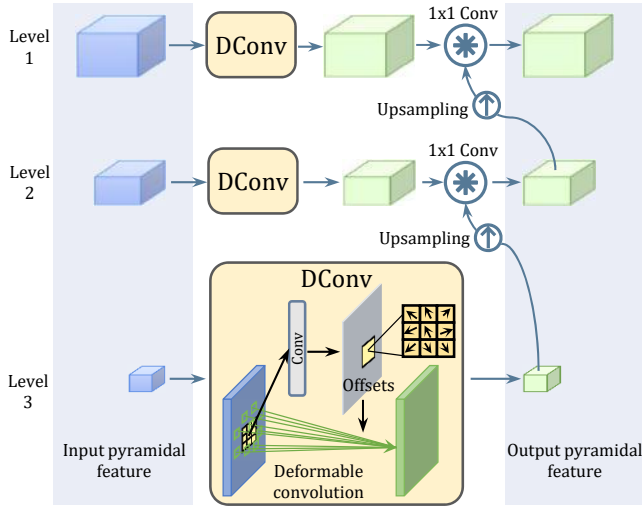 Level
1
DConv
1x1 Conv
Upsampling
Level
2
DConv
1x1 Conv
Upsampling
DConv
Conv
Offsets
Level
3
Deformable
convolution
Input pyramidal
feature
Output pyramidal
feature